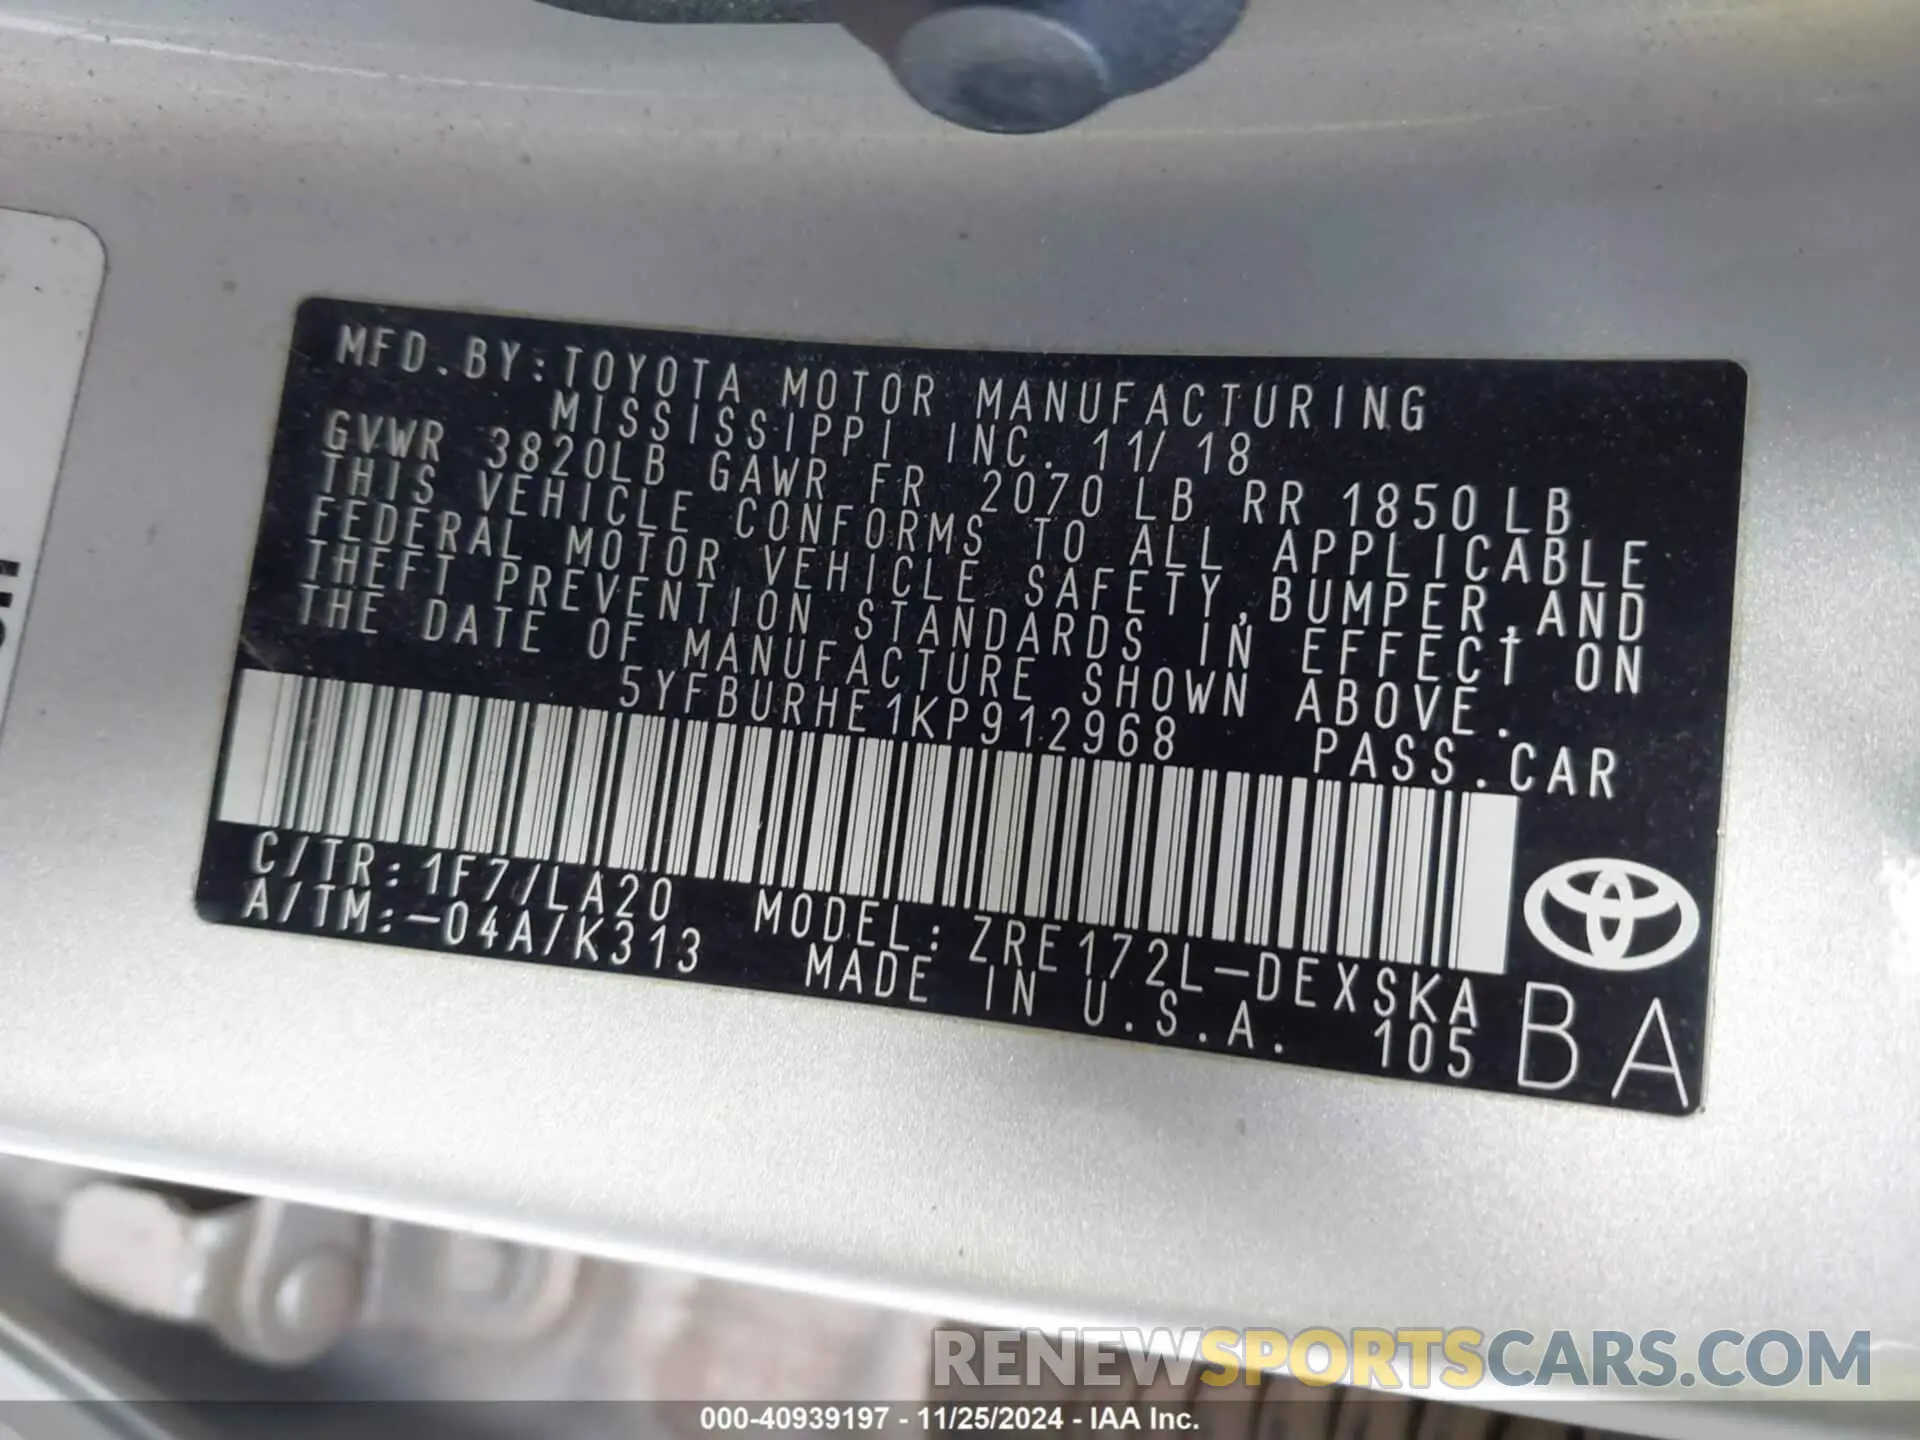 MFD.BY:TOYOTA MOTOR MANUFACTURING
MISSISSIPPI INC. 11/18
GVWR 3820LB GAWR FR 2070LB RR 1850LB
THIS VEHICLE CONFORMS TO ALL APPLICABLE
FEDERAL MOTOR VEHICLE SAFETY,BUMPER,AND
THEFT PREVENTION STANDARDS IN EFFECT ON
THE DATE OF MANUFACTURE SHOWN ABOVE.
5YFBURHE1KP912968 PASS.CAR
C/TR:1F7/LA20 MODEL:ZRE172L-DEXSKA
A/TM:-04A/K313 MADE IN U.S.A. 105
BA
RENEWSPORTSCARS.COM
000-40939197 - 11/25/2024 - IAA Inc.